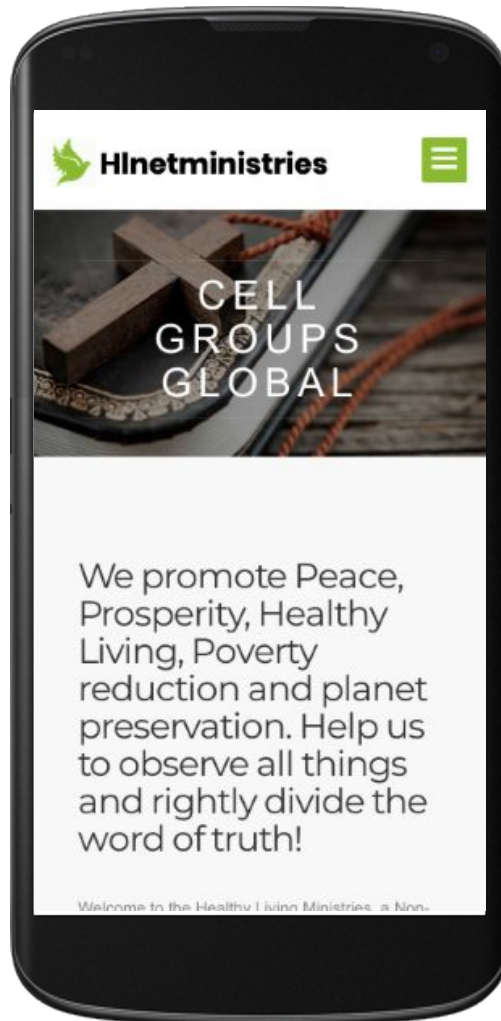 Hlnetministries
CELL
GROUPS
GLOBAL
We promote Peace,
Prosperity, Healthy
Living, Poverty
reduction and planet
preservation. Help us
to observe all things
and rightly divide the
word of truth!
Welcome to the Healthy Living Ministries, a Non-